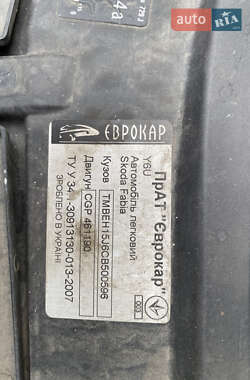 AUTO.RIA
ЄВРОКАР
ПрАТ "Єврокар"
Y6U
Автомобіль легковий
Skoda Fabia
Кузов TMBEH15J6CB500596
Двигун CGP 461190
ТУ У 34. -30913130-013-2007
ЗРОБЛЕНО В УКРАЇНІ